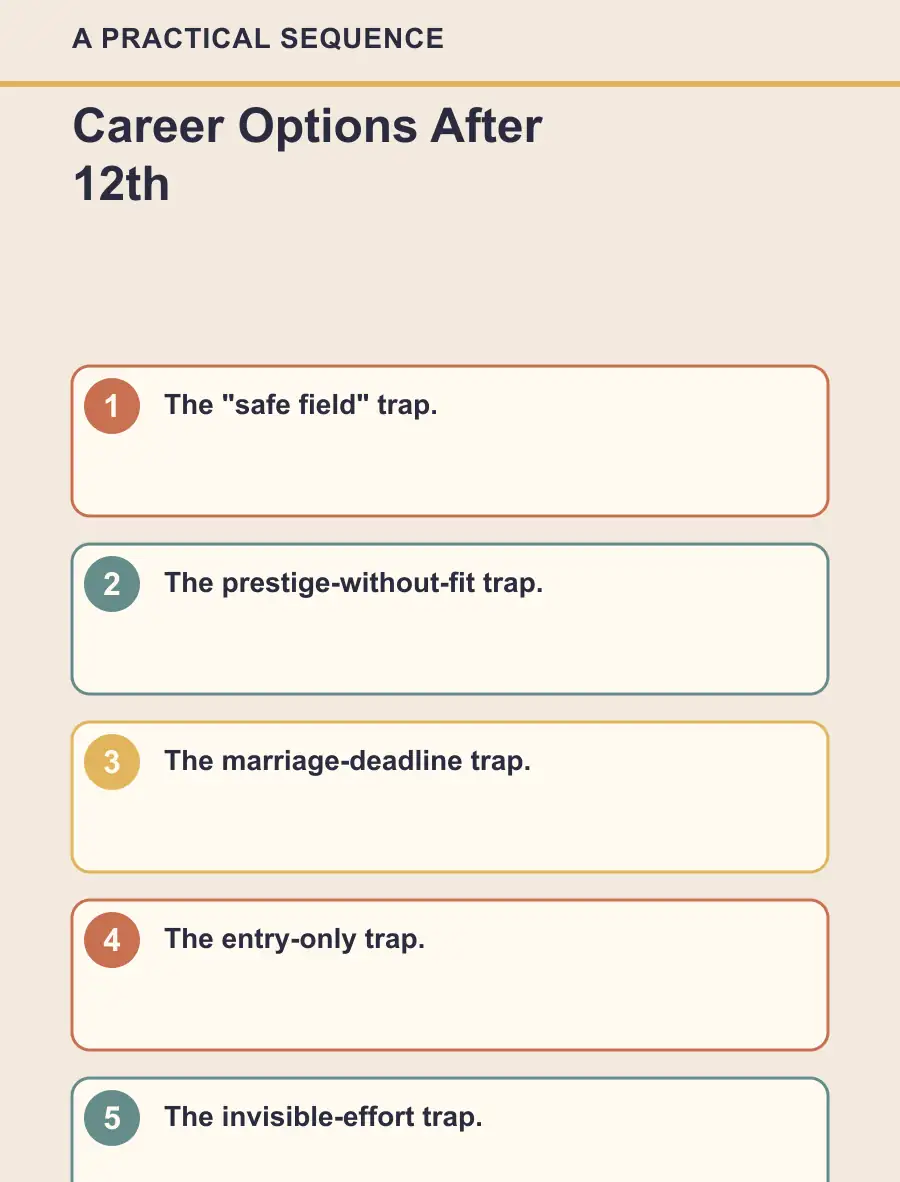 A PRACTICAL SEQUENCE
Career Options After
12th
1
The "safe field" trap.
2
The prestige-without-fit trap.
3
The marriage-deadline trap.
4
The entry-only trap.
5
The invisible-effort trap.